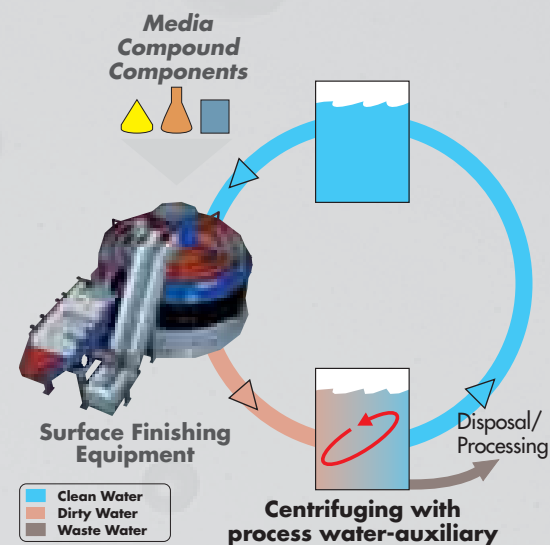 Media
Compound
Components
Surface Finishing
Equipment
Disposal/
Processing
Clean Water
Dirty Water
Waste Water
Centrifuging with
process water-auxiliary